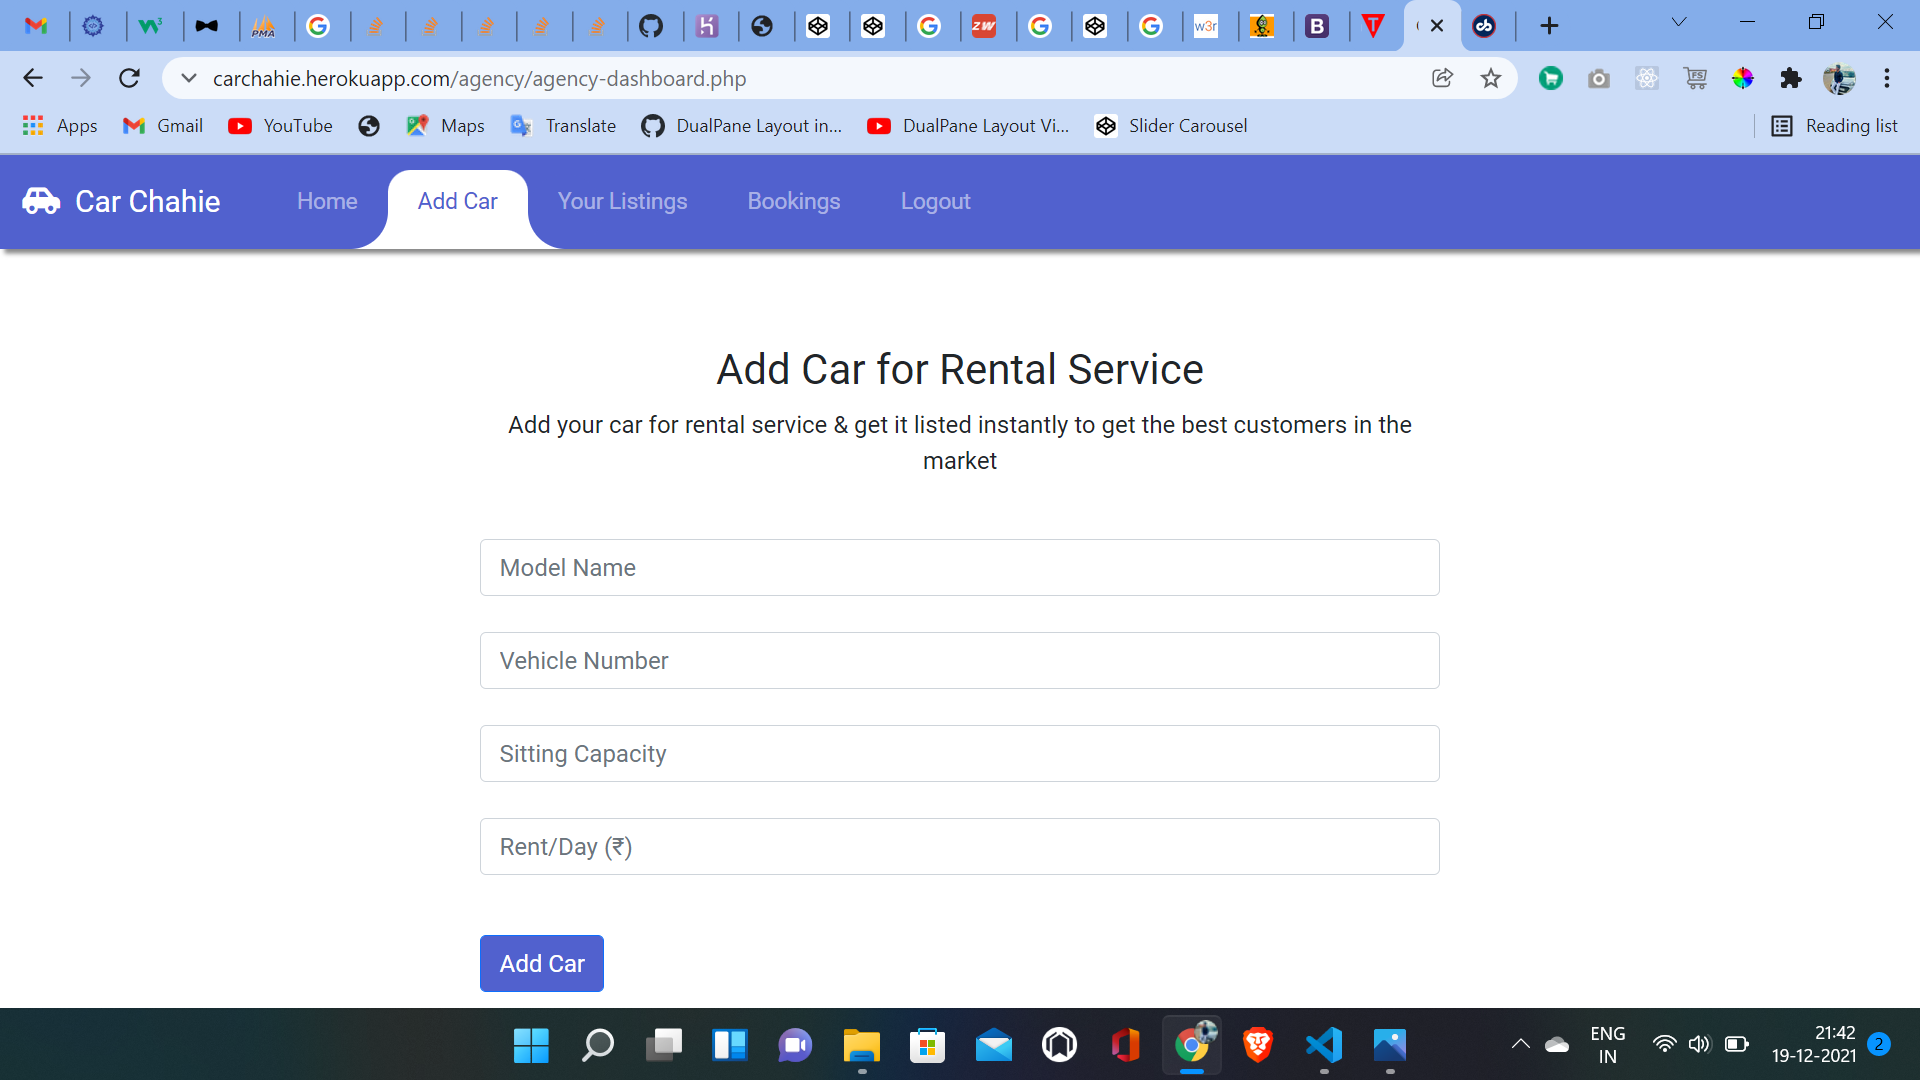 PMA
ZW
w3r
carchahie.herokuapp.com/agency/agency-dashboard.php
Apps
Gmail
YouTube
Maps
Translate
DualPane Layout in...
DualPane Layout Vi...
Slider Carousel
Reading list
Car Chahie
Home
Add Car
Your Listings
Bookings
Logout
Add Car for Rental Service
Add your car for rental service & get it listed instantly to get the best customers in the
market
Model Name
Vehicle Number
Sitting Capacity
Rent/Day (₹)
Add Car
ENG
IN
21:42
19-12-2021
2